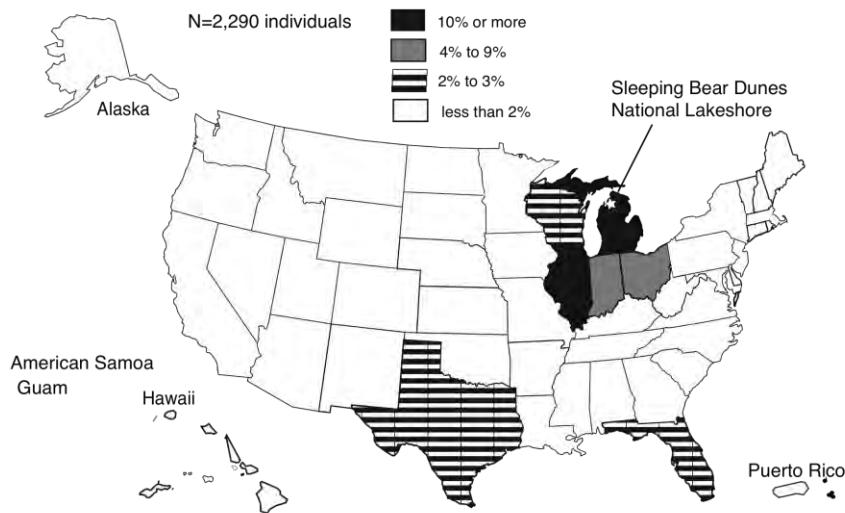 N=2,290 individuals
10% or more
4% to 9%
2% to 3%
less than 2%
Sleeping Bear Dunes
National Lakeshore
Alaska
American Samoa
Guam
Hawaii
Puerto Rico